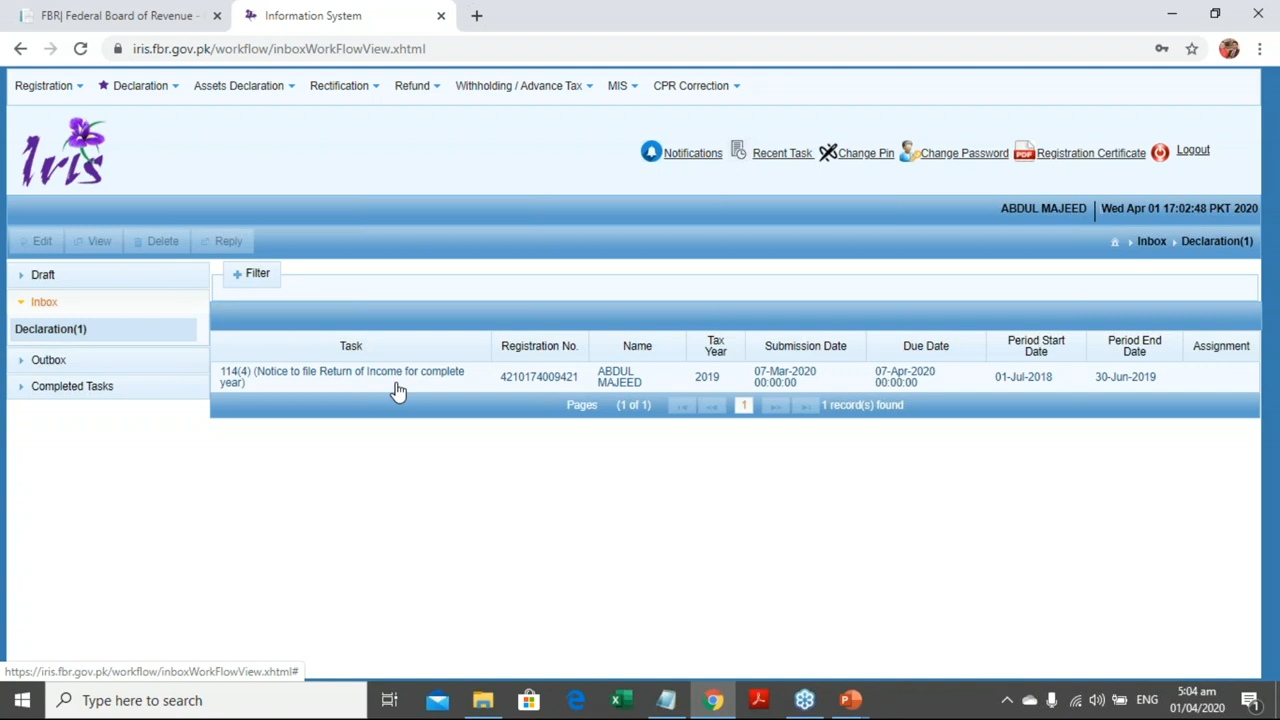 FBR| Federal Board of Revenue -
Information System
iris.fbr.gov.pk/workflow/inboxWorkFlowView.xhtml
Registration
Declaration
Assets Declaration
Rectification
Refund
Withholding / Advance Tax
MIS
CPR Correction
Iris
Notifications
Recent Task
Change Pin
Change Password
PDF
Registration Certificate
Logout
ABDUL MAJEED
Wed Apr 01 17:02:48 PKT 2020
Edit
View
Delete
Reply
Inbox
Declaration(1)
Draft
Inbox
Declaration(1)
Outbox
Completed Tasks
Filter
Task
Registration No.
Name
Tax
Year
Submission Date
Due Date
Period Start
Date
Period End
Date
Assignment
114(4) (Notice to file Return of Income for complete
year)
4210174009421
ABDUL
MAJEED
2019
07-Mar-2020
00:00:00
07-Apr-2020
00:00:00
01-Jul-2018
30-Jun-2019
Pages (1 of 1)
1
1 record(s) found
https://iris.fbr.gov.pk/workflow/inboxWorkFlowView.xhtml#
Type here to search
ENG
5:04 am
01/04/2020
1